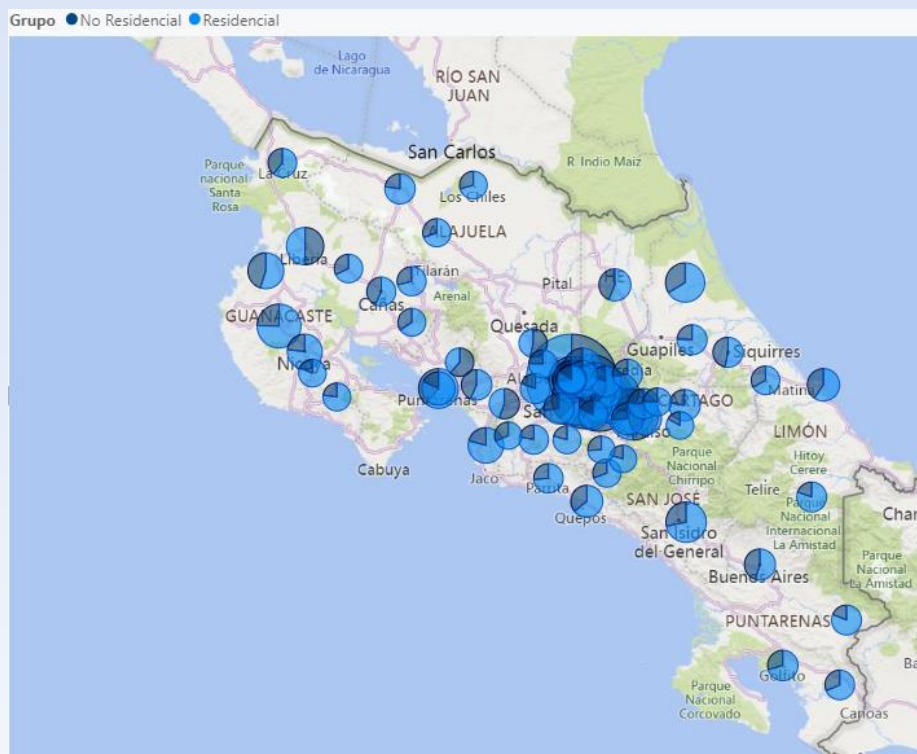 Grupo No Residencial Residencial
Lago
de Nicaragua
RÍO SAN
JUAN
San Carlos
R. Indio Maiz
Parque
nacional
Santa
Rosa
La Cruz
Los Chiles
ALAJUELA
Liberia
Tilarán
Pital
HE
Cañas
Arenal
GUANACASTE
Quesada
Guapiles
Siquirres
Nicoya
Matina
Puntarenas
CARTAGO
LIMÓN
Cabuya
Jaco
Parque
Nacional
Chirripo
Hitoy
Cerere
Parrita
SAN JOSÉ
Telire
Parque
Nacional
Internacional
La Amistad
Quepos
San Isidro
del General
Buenos Aires
Parque
Nacional
La Amistad
PUNTARENAS
Golfito
Parque
Nacional
Corcovado
Canoas